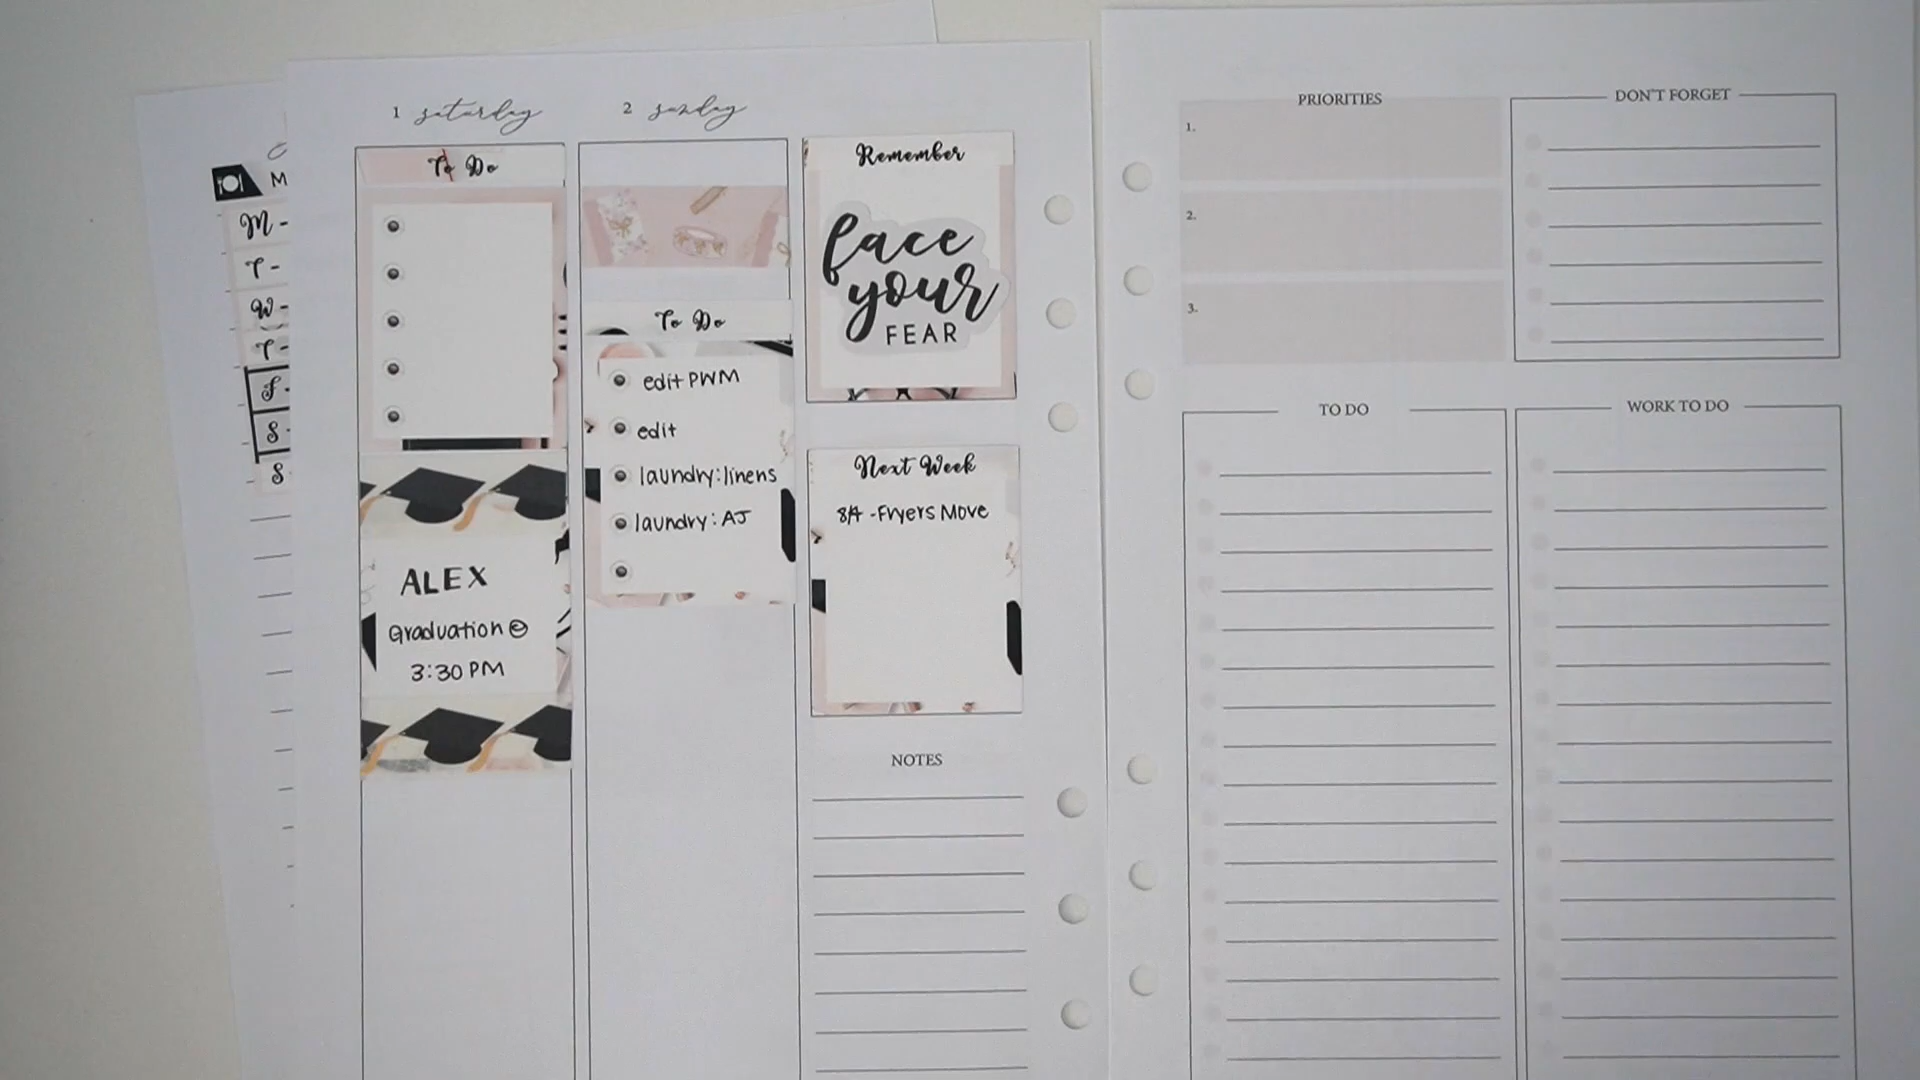 M
M -
T -
W -
T -
F -
S -
S
1 saturday
To Do
ALEX
Graduation @
3:30 PM
2 sunday
To Do
edit PWM
edit
laundry: linens
laundry: AJ
Remember
face
your
FEAR
Next Week
8/4 - Fryers Move
NOTES
PRIORITIES
1.
2.
3.
DON'T FORGET
TO DO
WORK TO DO